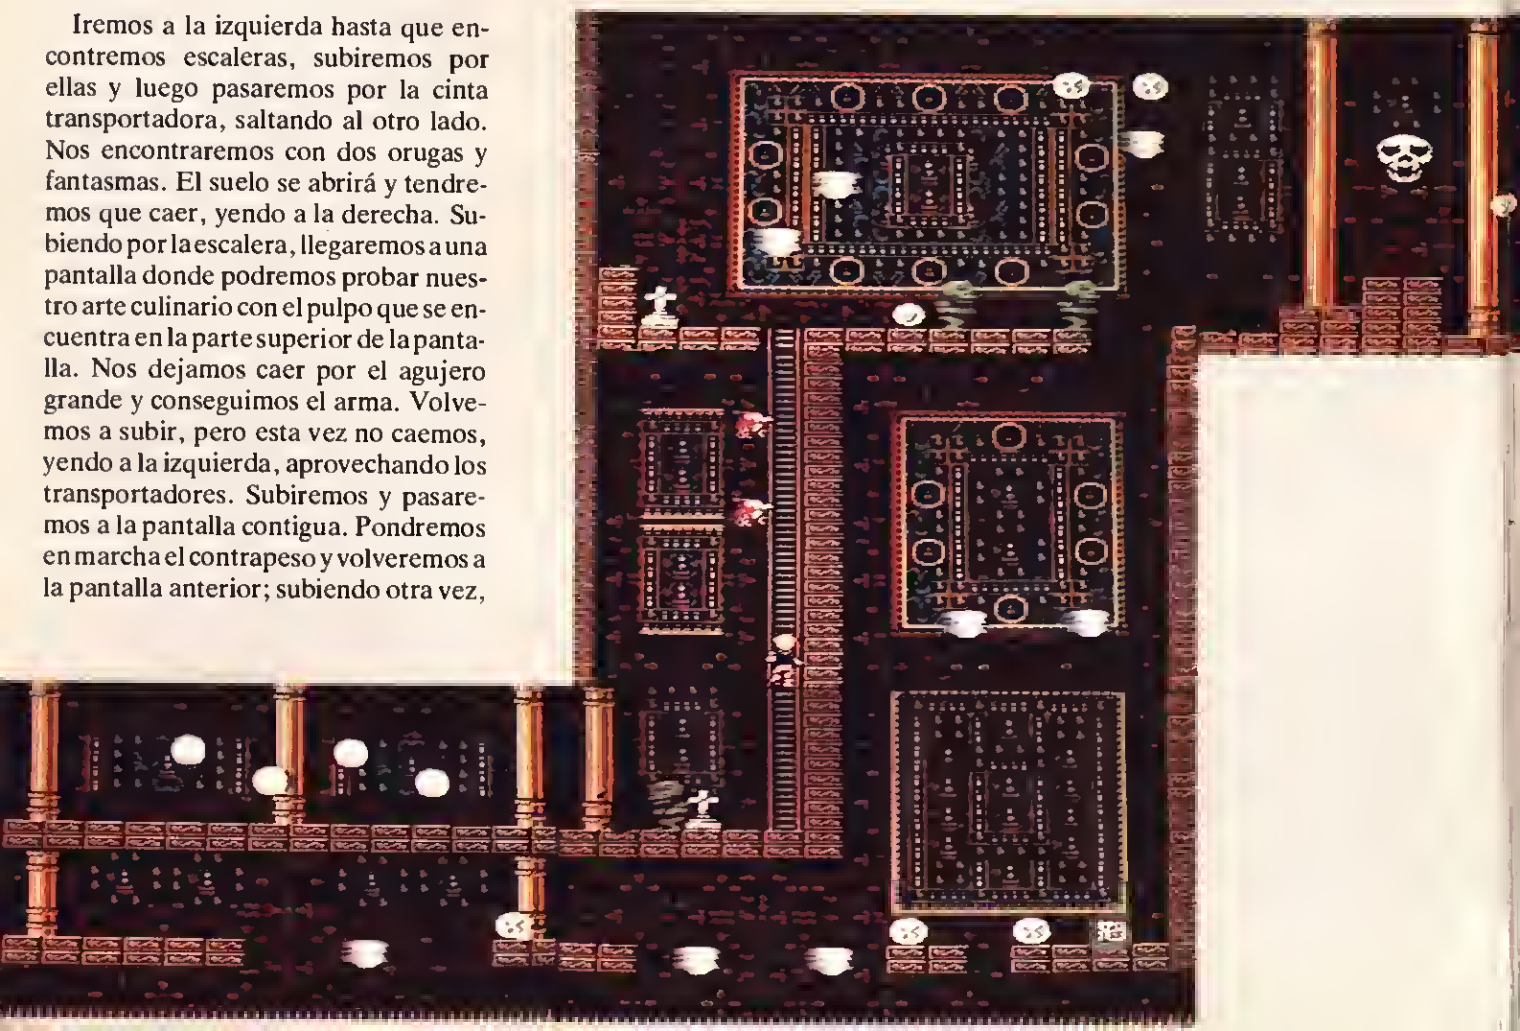 Iremos a la izquierda hasta que en-
contremos escaleras, subiremos por
ellas y luego pasaremos por la cinta
transportadora, saltando al otro lado.
Nos encontraremos con dos orugas y
fantasmas. El suelo se abrirá y tendre-
mos que caer, yendo a la derecha. Su-
biendo por la escalera, llegaremos a una
pantalla donde podremos probar nues-
tro arte culinario con el pulpo que se en-
cuentra en la parte superior de la panta-
lla. Nos dejamos caer por el agujero
grande y conseguimos el arma. Volve-
mos a subir, pero esta vez no caemos,
yendo a la izquierda, aprovechando los
transportadores. Subiremos y pasare-
mos a la pantalla contigua. Pondremos
en marcha el contrapeso y volveremos a
la pantalla anterior; subiendo otra vez,